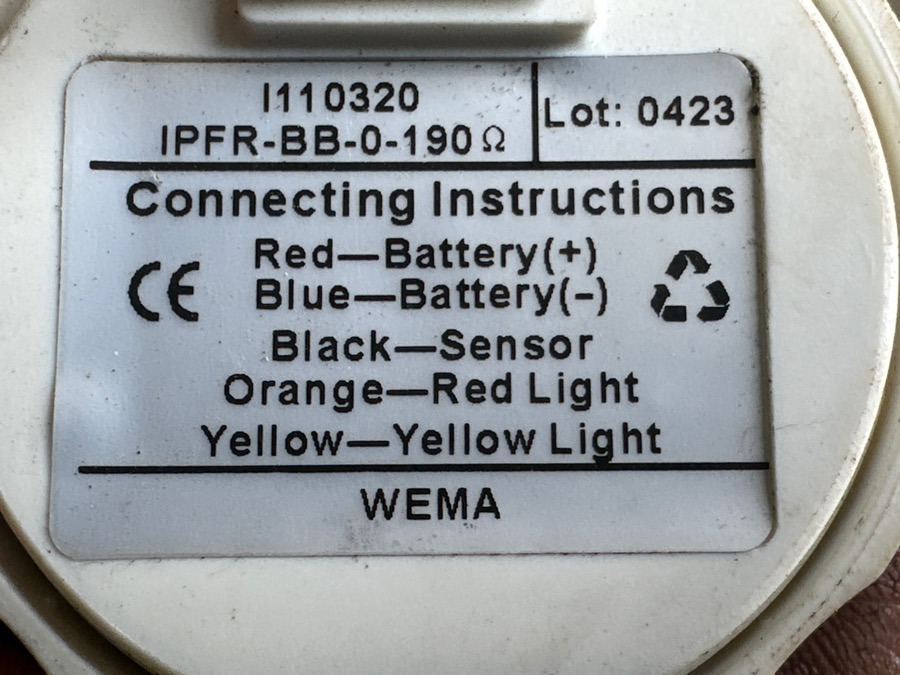 I110320
IPFR-BB-0-190Ω
Lot: 0423
Connecting Instructions
CE
Red—Battery(+)
Blue—Battery(-)
Black—Sensor
Orange—Red Light
Yellow—Yellow Light
WEMA